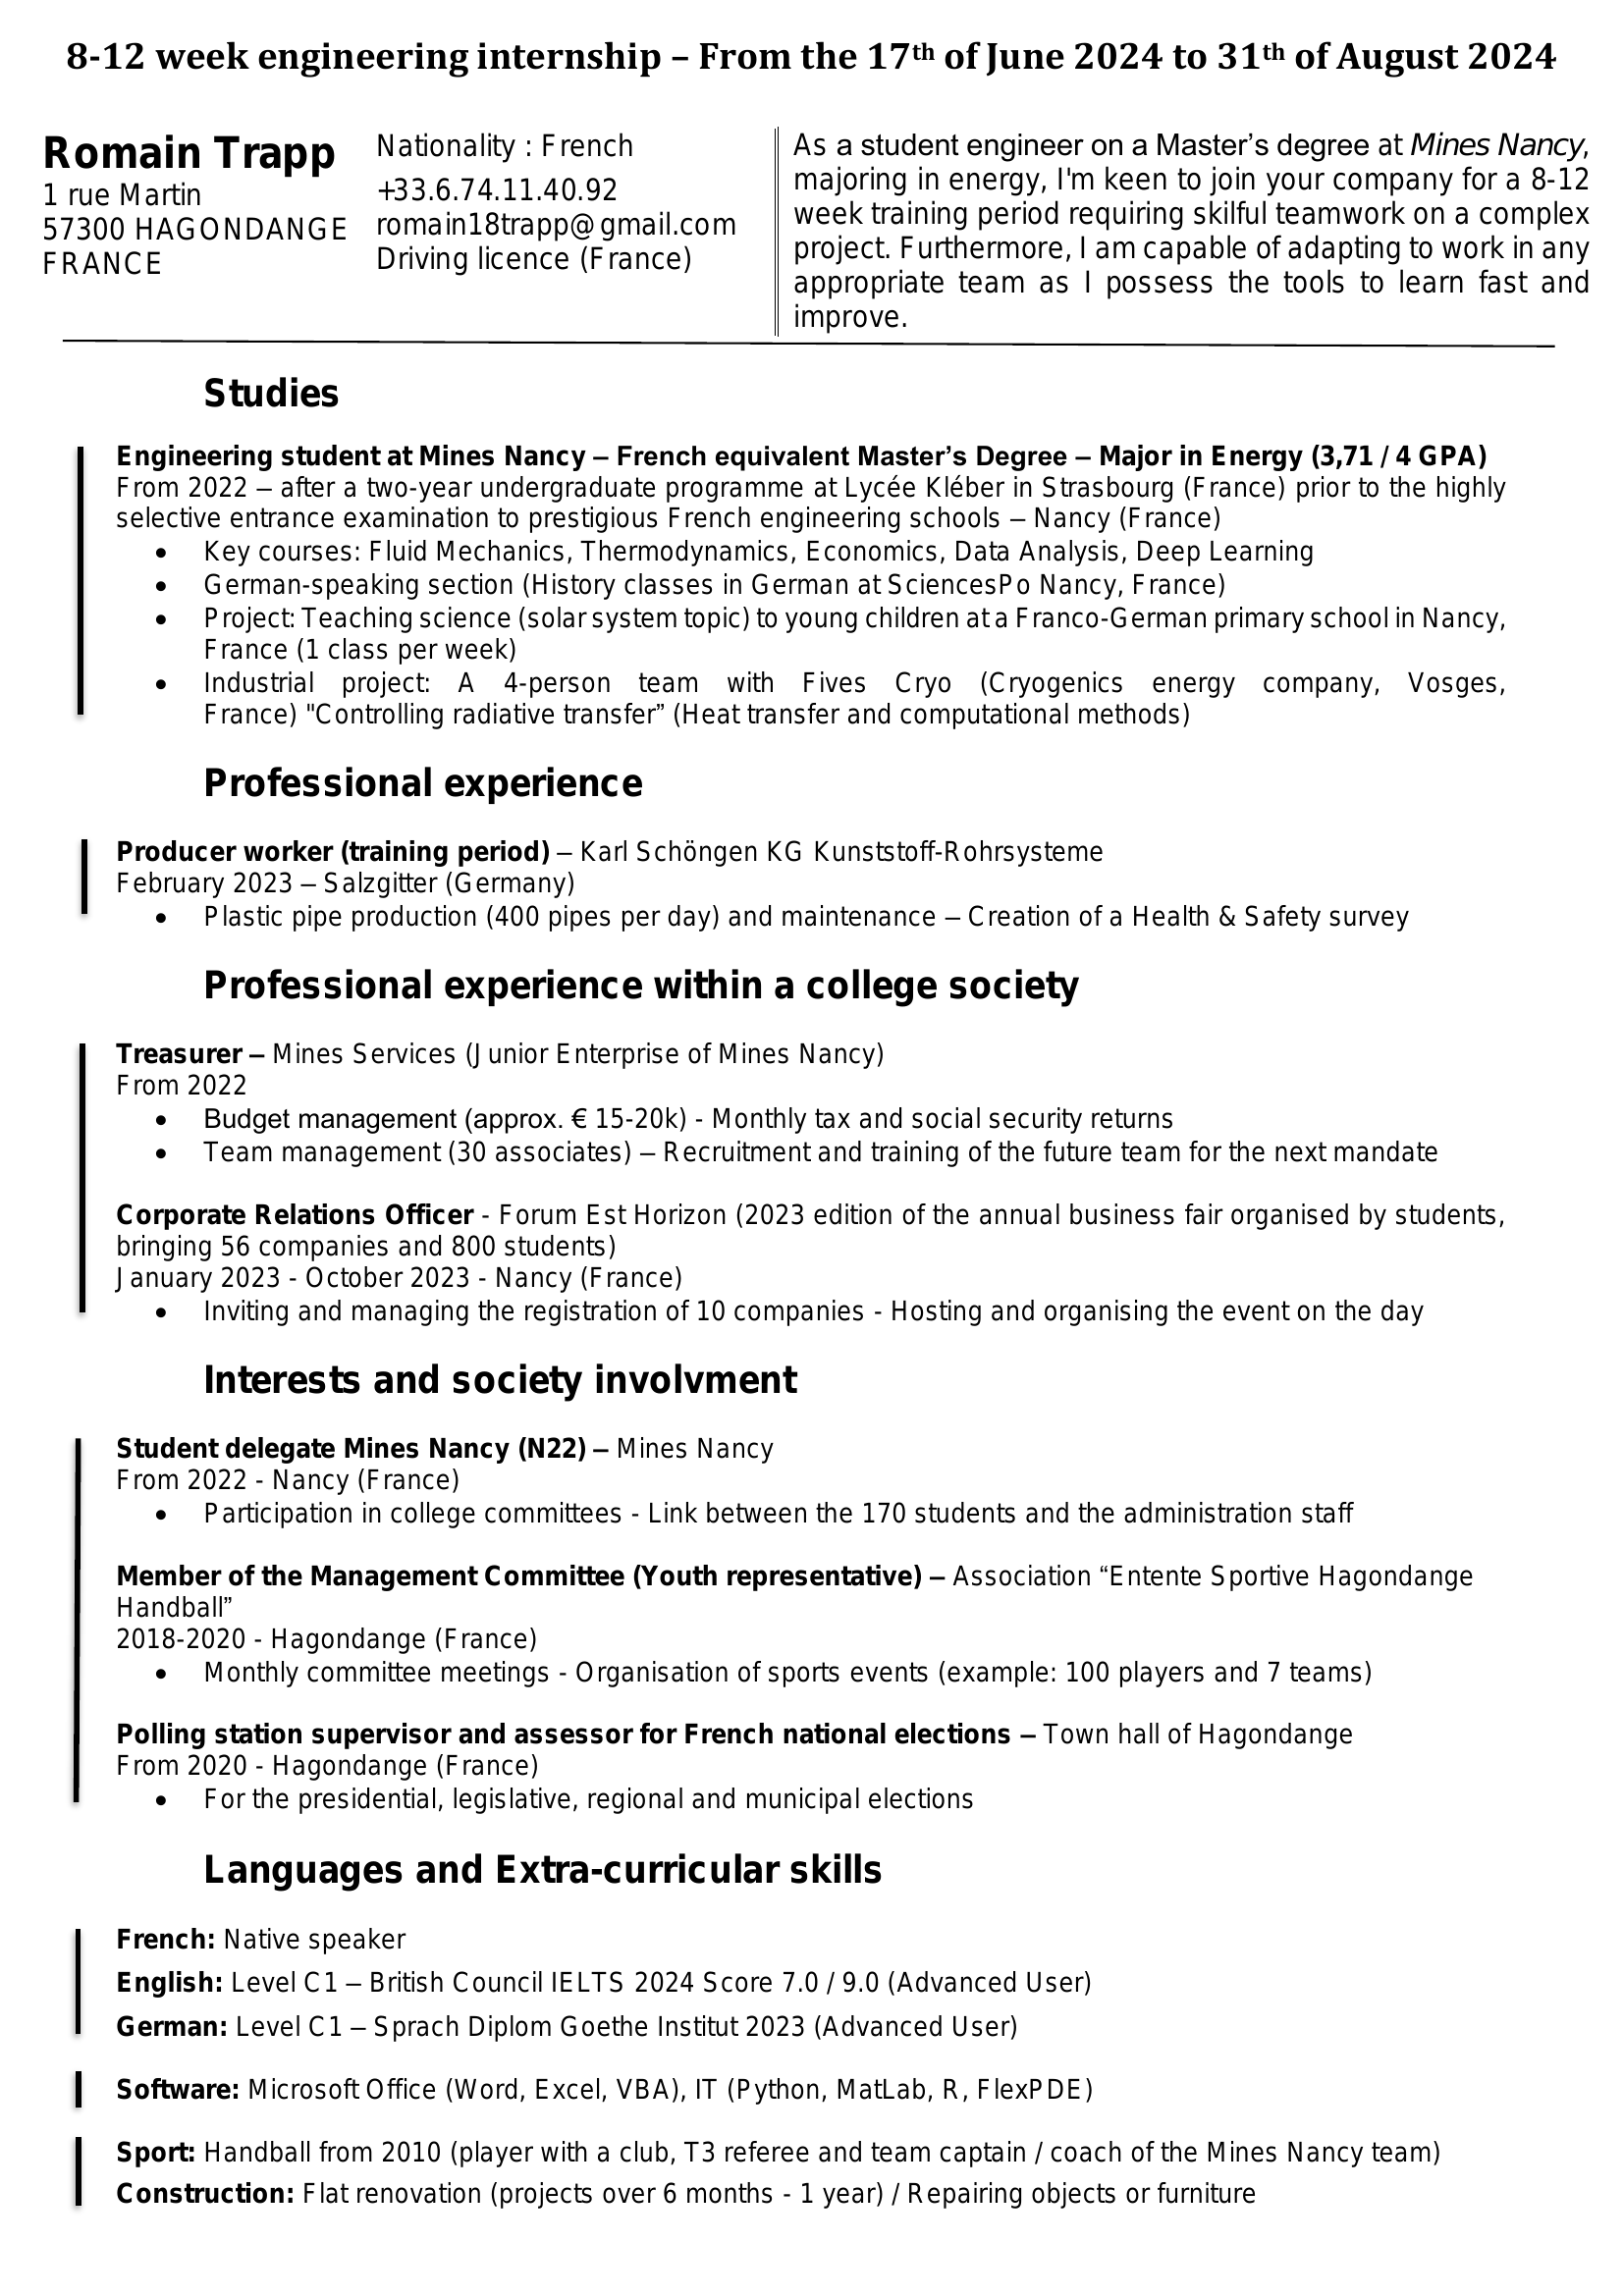 8-12 week engineering internship – From the 17th of June 2024 to 31th of August 2024
Romain Trapp
1 rue Martin
57300 HAGONDANGE
FRANCE
Nationality : French
+33.6.74.11.40.92
romain18trapp@gmail.com
Driving licence (France)
As a student engineer on a Master’s degree at Mines Nancy,
majoring in energy, I'm keen to join your company for a 8-12
week training period requiring skilful teamwork on a complex
project. Furthermore, I am capable of adapting to work in any
appropriate team as I possess the tools to learn fast and
improve.
Studies
Engineering student at Mines Nancy – French equivalent Master’s Degree – Major in Energy (3,71 / 4 GPA)
From 2022 – after a two-year undergraduate programme at Lycée Kléber in Strasbourg (France) prior to the highly
selective entrance examination to prestigious French engineering schools – Nancy (France)
• Key courses: Fluid Mechanics, Thermodynamics, Economics, Data Analysis, Deep Learning
• German-speaking section (History classes in German at SciencesPo Nancy, France)
• Project: Teaching science (solar system topic) to young children at a Franco-German primary school in Nancy,
France (1 class per week)
• Industrial project: A 4-person team with Fives Cryo (Cryogenics energy company, Vosges,
France) "Controlling radiative transfer” (Heat transfer and computational methods)
Professional experience
Producer worker (training period) – Karl Schöngen KG Kunststoff-Rohrsysteme
February 2023 – Salzgitter (Germany)
• Plastic pipe production (400 pipes per day) and maintenance – Creation of a Health & Safety survey
Professional experience within a college society
Treasurer – Mines Services (Junior Enterprise of Mines Nancy)
From 2022
• Budget management (approx. € 15-20k) - Monthly tax and social security returns
• Team management (30 associates) – Recruitment and training of the future team for the next mandate
Corporate Relations Officer - Forum Est Horizon (2023 edition of the annual business fair organised by students,
bringing 56 companies and 800 students)
January 2023 - October 2023 - Nancy (France)
• Inviting and managing the registration of 10 companies - Hosting and organising the event on the day
Interests and society involvment
Student delegate Mines Nancy (N22) – Mines Nancy
From 2022 - Nancy (France)
• Participation in college committees - Link between the 170 students and the administration staff
Member of the Management Committee (Youth representative) – Association “Entente Sportive Hagondange
Handball”
2018-2020 - Hagondange (France)
• Monthly committee meetings - Organisation of sports events (example: 100 players and 7 teams)
Polling station supervisor and assessor for French national elections – Town hall of Hagondange
From 2020 - Hagondange (France)
• For the presidential, legislative, regional and municipal elections
Languages and Extra-curricular skills
French: Native speaker
English: Level C1 – British Council IELTS 2024 Score 7.0 / 9.0 (Advanced User)
German: Level C1 – Sprach Diplom Goethe Institut 2023 (Advanced User)
Software: Microsoft Office (Word, Excel, VBA), IT (Python, MatLab, R, FlexPDE)
Sport: Handball from 2010 (player with a club, T3 referee and team captain / coach of the Mines Nancy team)
Construction: Flat renovation (projects over 6 months - 1 year) / Repairing objects or furniture